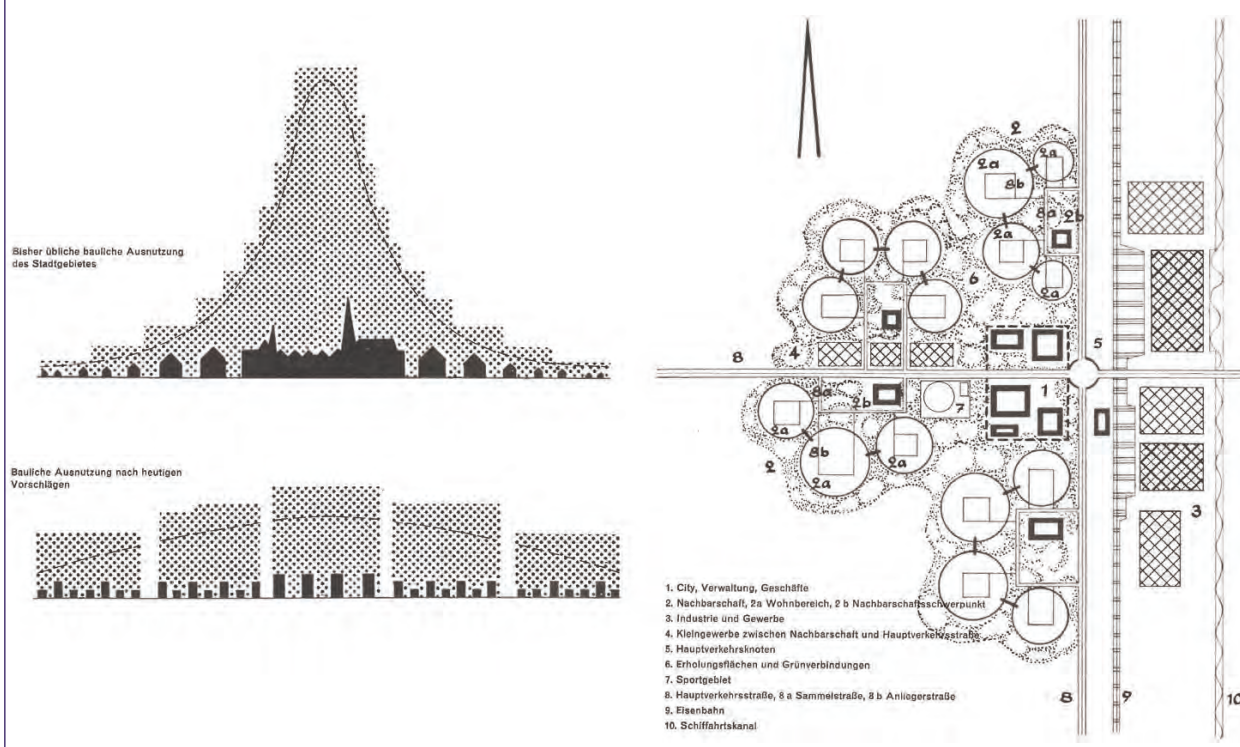 Bisher übliche bauliche Ausnutzung
des Stadtgebietes
Bauliche Ausnutzung nach heutigen
Vorschlägen
2
2a
2a
8b
8a
2b
2a
2a
6
5
4
8
1
8a
2b
7
2a
8b
2a
2
2a
3
1. City, Verwaltung, Geschäfte
2. Nachbarschaft, 2a Wohnbereich, 2 b Nachbarschaftsschwerpunkt
3. Industrie und Gewerbe
4. Kleingewerbe zwischen Nachbarschaft und Hauptverkehrsstraße
5. Hauptverkehrsknoten
6. Erholungsflächen und Grünverbindungen
7. Sportgebiet
8. Hauptverkehrsstraße, 8 a Sammelstraße, 8 b Anliegerstraße
9. Eisenbahn
10. Schiffahrtskanal
8
9
10